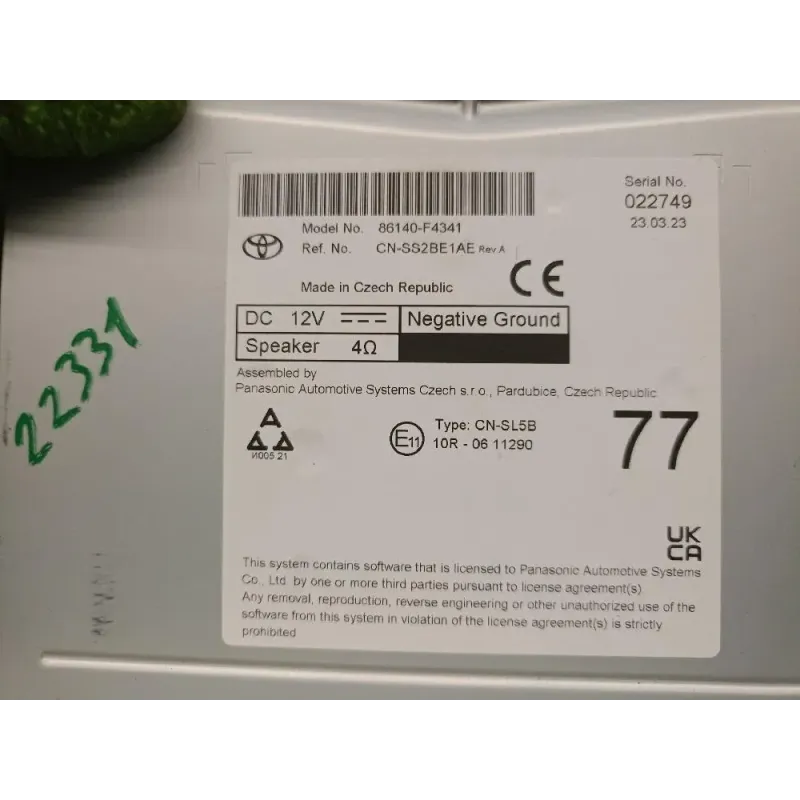 Serial No.
022749
23.03.23
Model No. 86140-F4341
Ref. No. CN-SS2BE1AE Rev.A
Made in Czech Republic
CE
DC 12V Negative Ground
Speaker 4Ω
Assembled by
Panasonic Automotive Systems Czech s.r.o., Pardubice, Czech Republic
22331
И005 21
E11
Type: CN-SL5B
10R - 06 11290
77
UK
CA
This system contains software that is licensed to Panasonic Automotive Systems
Co., Ltd. by one or more third parties pursuant to license agreement(s).
Any removal, reproduction, reverse engineering or other unauthorized use of the
software from this system in violation of the license agreement(s) is strictly
prohibited